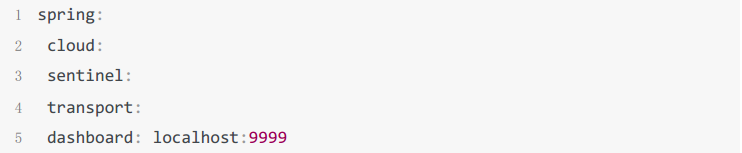 1 spring:
2  cloud:
3  sentinel:
4  transport:
5  dashboard: localhost:9999